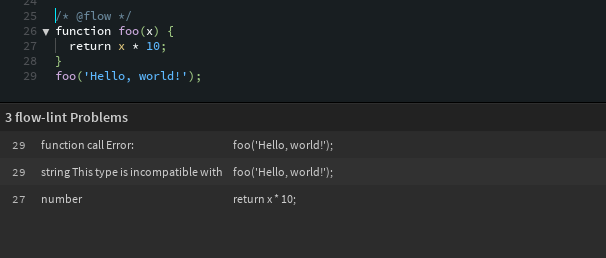 24
25 /* @flow */
26 ▼ function foo(x) {
27 return x * 10;
28 }
29 foo('Hello, world!');
3 flow-lint Problems
29 function call Error: foo('Hello, world!');
29 string This type is incompatible with foo('Hello, world!');
27 number return x * 10;